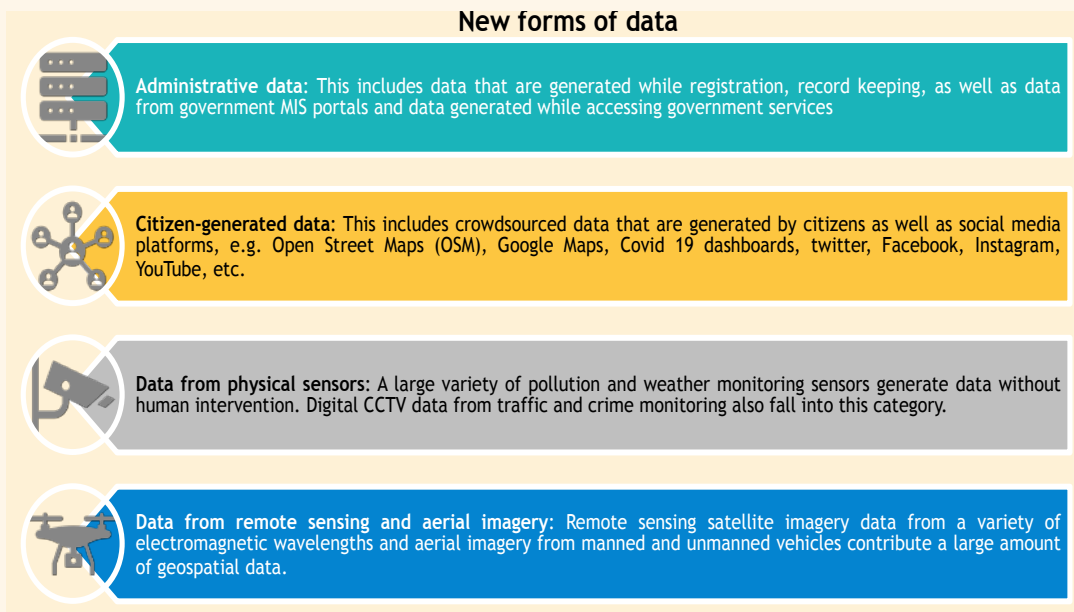 New forms of data
Administrative data: This includes data that are generated while registration, record keeping, as well as data
from government MIS portals and data generated while accessing government services
Citizen-generated data: This includes crowdsourced data that are generated by citizens as well as social media
platforms, e.g. Open Street Maps (OSM), Google Maps, Covid 19 dashboards, twitter, Facebook, Instagram,
YouTube, etc.
Data from physical sensors: A large variety of pollution and weather monitoring sensors generate data without
human intervention. Digital CCTV data from traffic and crime monitoring also fall into this category.
Data from remote sensing and aerial imagery: Remote sensing satellite imagery data from a variety of
electromagnetic wavelengths and aerial imagery from manned and unmanned vehicles contribute a large amount
of geospatial data.